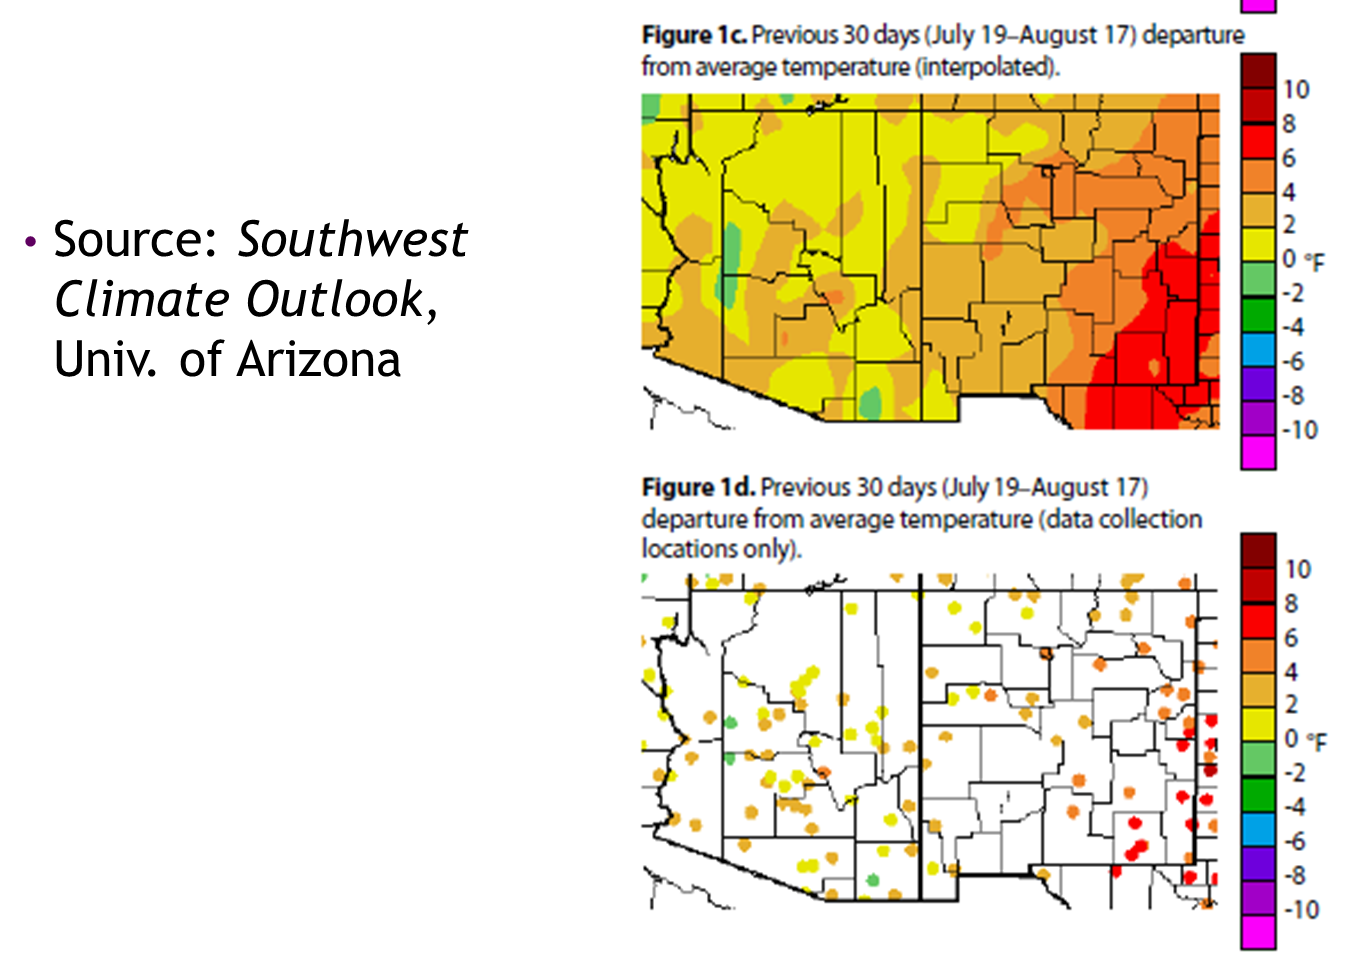 • Source: Southwest
Climate Outlook,
Univ. of Arizona
Figure 1c. Previous 30 days (July 19–August 17) departure
from average temperature (interpolated).
10
8
6
4
2
0 °F
-2
-4
-6
-8
-10
Figure 1d. Previous 30 days (July 19–August 17)
departure from average temperature (data collection
locations only).
10
8
6
4
2
0 °F
-2
-4
-6
-8
-10